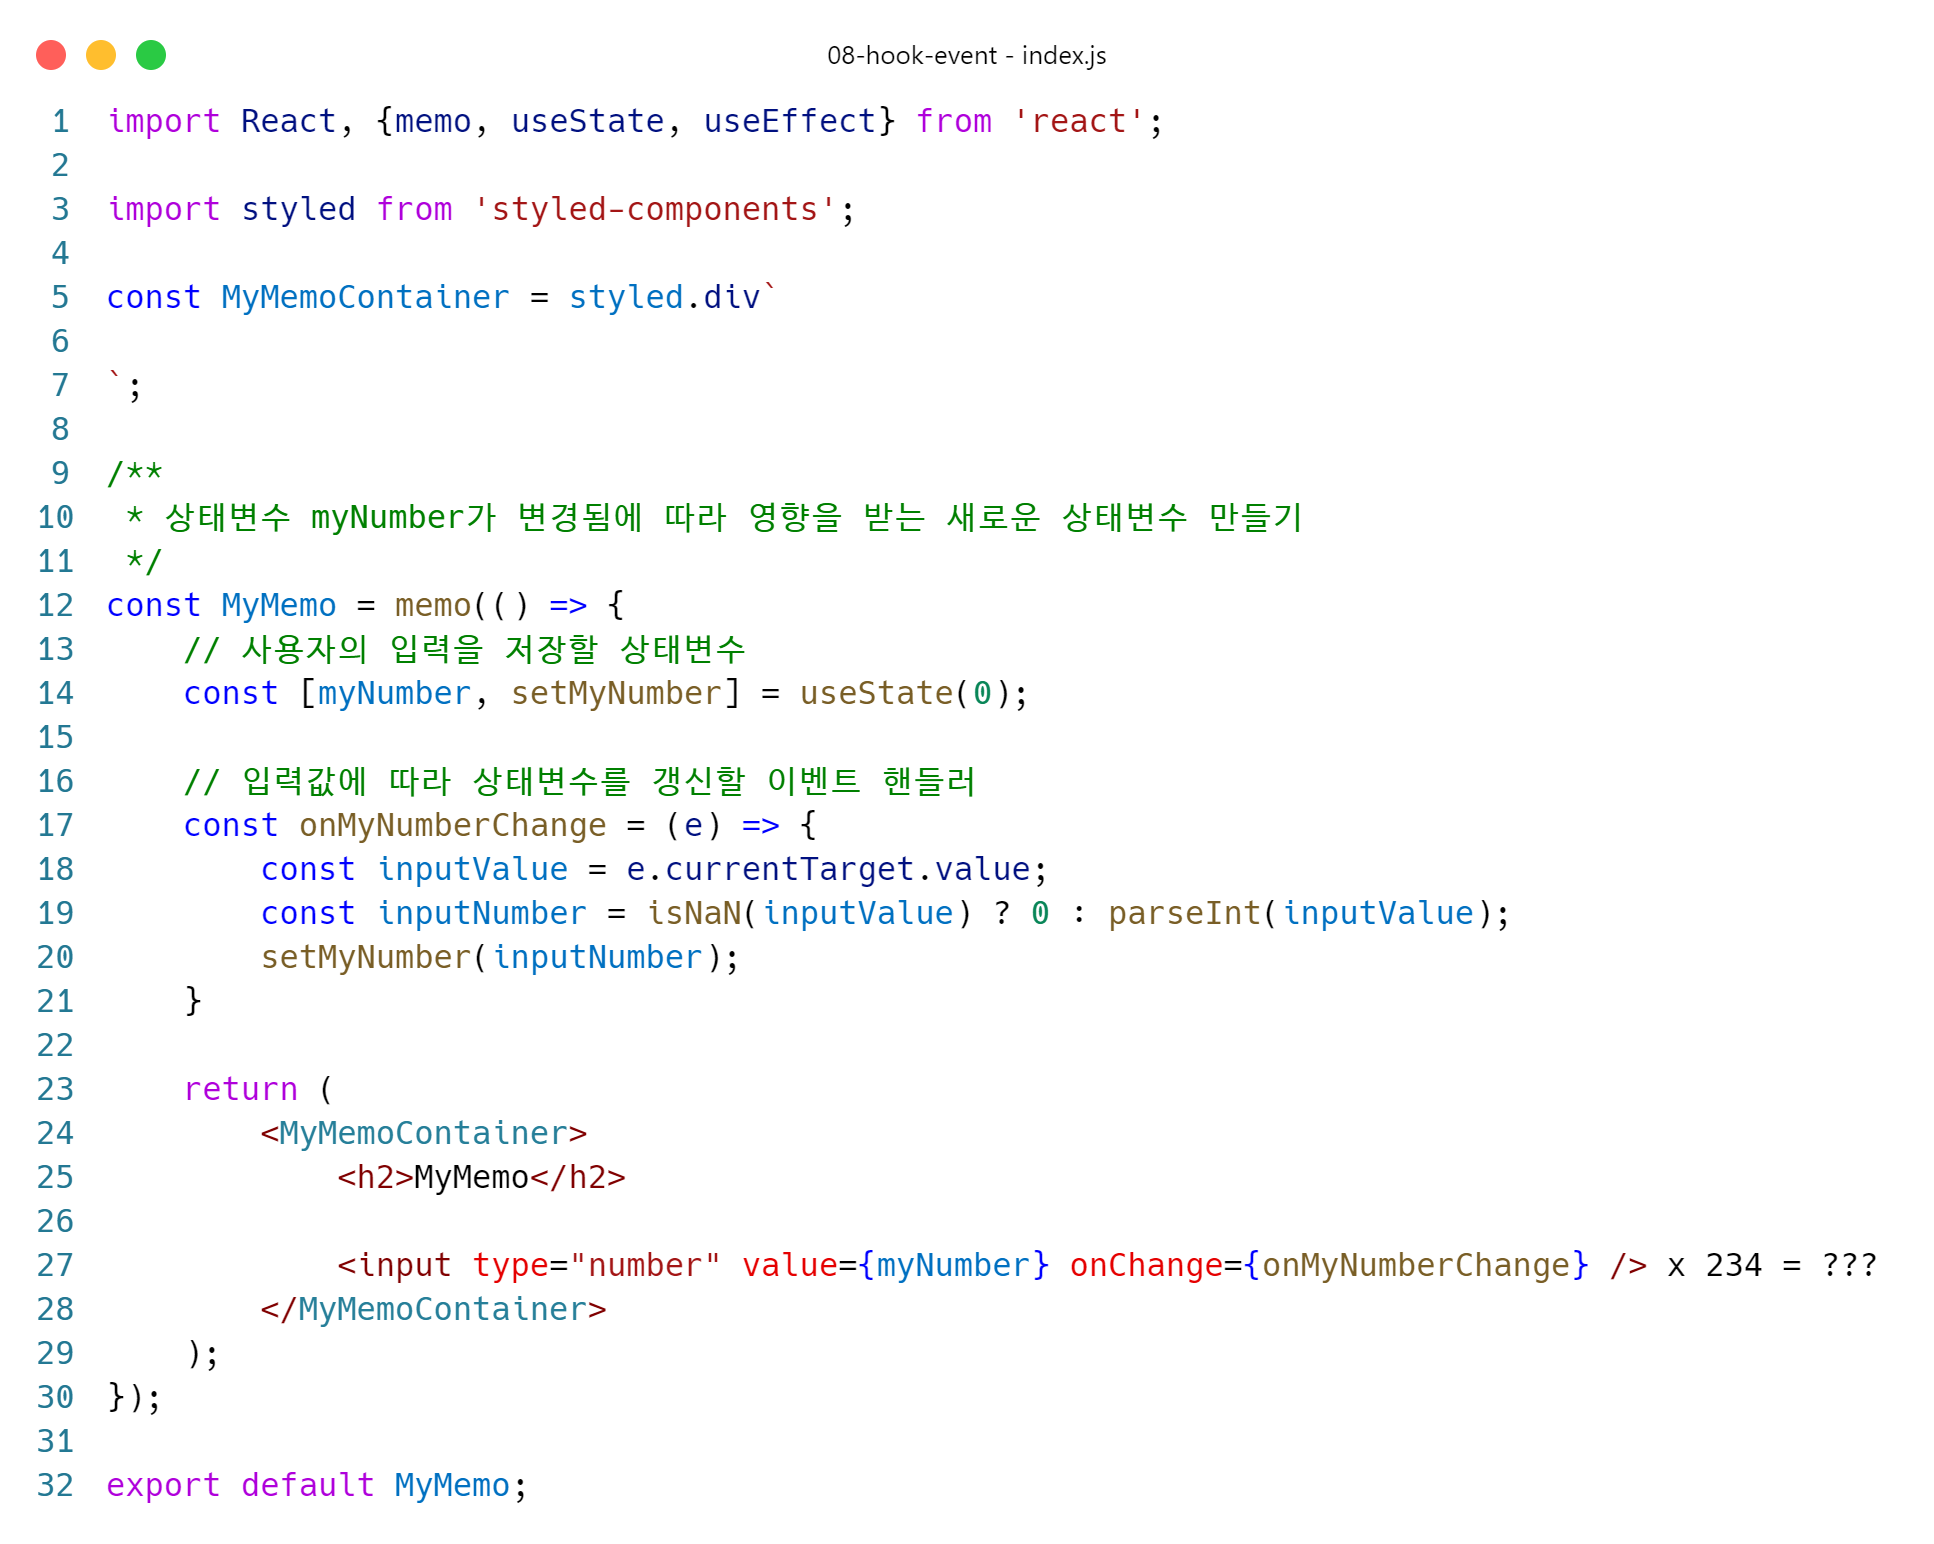 08-hook-event - index.js
1 import React, {memo, useState, useEffect} from 'react';
2
3 import styled from 'styled-components';
4
5 const MyMemoContainer = styled.div`
6
7 `;
8
9 /**
10  * 상태변수 myNumber가 변경됨에 따라 영향을 받는 새로운 상태변수 만들기
11  */
12 const MyMemo = memo(() => {
13     // 사용자의 입력을 저장할 상태변수
14     const [myNumber, setMyNumber] = useState(0);
15
16     // 입력값에 따라 상태변수를 갱신할 이벤트 핸들러
17     const onMyNumberChange = (e) => {
18         const inputValue = e.currentTarget.value;
19         const inputNumber = isNaN(inputValue) ? 0 : parseInt(inputValue);
20         setMyNumber(inputNumber);
21     }
22
23     return (
24         <MyMemoContainer>
25             <h2>MyMemo</h2>
26
27             <input type="number" value={myNumber} onChange={onMyNumberChange} /> x 234 = ???
28         </MyMemoContainer>
29     );
30 });
31
32 export default MyMemo;